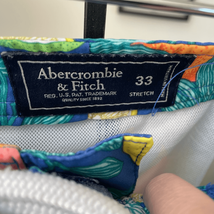 Abercrombie
& Fitch
REG. U.S. PAT. TRADEMARK
QUALITY SINCE 1892
33
STRETCH